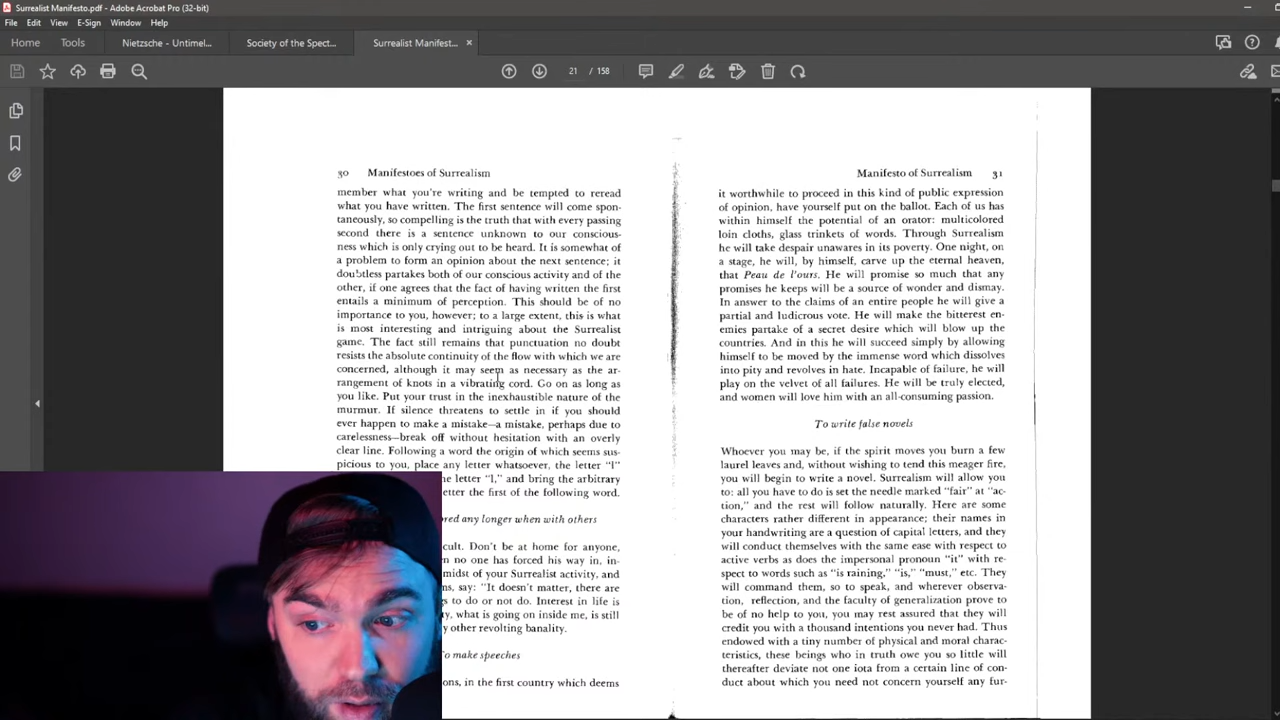 Surrealist Manifesto.pdf - Adobe Acrobat Pro (32-bit)
File Edit View E-Sign Window Help
Home Tools Nietzsche - Untimel... Society of the Spect... Surrealist Manifest... ×
21 / 158
30 Manifestoes of Surrealism
member what you're writing and be tempted to reread
what you have written. The first sentence will come spon-
taneously, so compelling is the truth that with every passing
second there is a sentence unknown to our conscious-
ness which is only crying out to be heard. It is somewhat of
a problem to form an opinion about the next sentence; it
doubtless partakes both of our conscious activity and of the
other, if one agrees that the fact of having written the first
entails a minimum of perception. This should be of no
importance to you, however; to a large extent, this is what
is most interesting and intriguing about the Surrealist
game. The fact still remains that punctuation no doubt
resists the absolute continuity of the flow with which we are
concerned, although it may seem as necessary as the ar-
rangement of knots in a vibrating cord. Go on as long as
you like. Put your trust in the inexhaustible nature of the
murmur. If silence threatens to settle in if you should
ever happen to make a mistake—a mistake, perhaps due to
carelessness—break off without hesitation with an overly
clear line. Following a word the origin of which seems sus-
picious to you, place any letter whatsoever, the letter "l"
letter "l," and bring the arbitrary
the first of the following word.
any longer when with others
Don't be at home for anyone,
no one has forced his way in, in-
midst of your Surrealist activity, and
say: "It doesn't matter, there are
to do or not do. Interest in life is
what is going on inside me, is still
other revolting banality.
To make speeches
in the first country which deems
Manifesto of Surrealism 31
it worthwhile to proceed in this kind of public expression
of opinion, have yourself put on the ballot. Each of us has
within himself the potential of an orator: multicolored
loin cloths, glass trinkets of words. Through Surrealism
he will take despair unawares in its poverty. One night, on
a stage, he will, by himself, carve up the eternal heaven,
that Peau de l'ours. He will promise so much that any
promises he keeps will be a source of wonder and dismay.
In answer to the claims of an entire people he will give a
partial and ludicrous vote. He will make the bitterest en-
emies partake of a secret desire which will blow up the
countries. And in this he will succeed simply by allowing
himself to be moved by the immense word which dissolves
into pity and revolves in hate. Incapable of failure, he will
play on the velvet of all failures. He will be truly elected,
and women will love him with an all-consuming passion.
To write false novels
Whoever you may be, if the spirit moves you burn a few
laurel leaves and, without wishing to tend this meager fire,
you will begin to write a novel. Surrealism will allow you
to: all you have to do is set the needle marked "fair" at "ac-
tion," and the rest will follow naturally. Here are some
characters rather different in appearance; their names in
your handwriting are a question of capital letters, and they
will conduct themselves with the same ease with respect to
active verbs as does the impersonal pronoun "it" with re-
spect to words such as "is raining," "is," "must," etc. They
will command them, so to speak, and wherever observa-
tion, reflection, and the faculty of generalization prove to
be of no help to you, you may rest assured that they will
credit you with a thousand intentions you never had. Thus
endowed with a tiny number of physical and moral charac-
teristics, these beings who in truth owe you so little will
thereafter deviate not one iota from a certain line of con-
duct about which you need not concern yourself any fur-